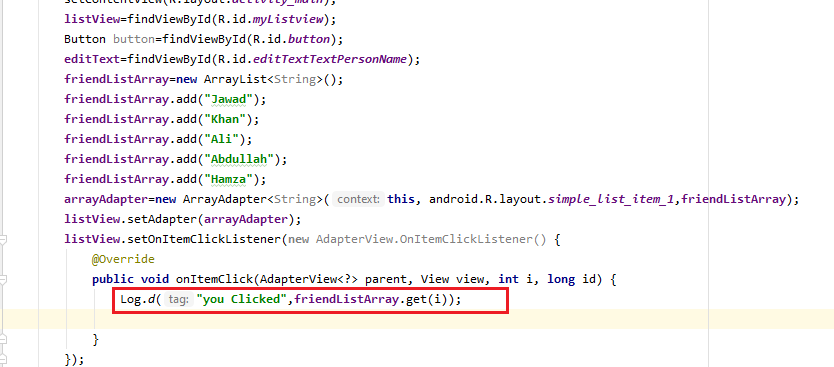 setContentView(R.layout.activity_main);
listView=findViewById(R.id.myListview);
Button button=findViewById(R.id.button);
editText=findViewById(R.id.editTextTextPersonName);
friendListArray=new ArrayList<String>();
friendListArray.add("Jawad");
friendListArray.add("Khan");
friendListArray.add("Ali");
friendListArray.add("Abdullah");
friendListArray.add("Hamza");
arrayAdapter=new ArrayAdapter<String>( context: this, android.R.layout.simple_list_item_1,friendListArray);
listView.setAdapter(arrayAdapter);
listView.setOnItemClickListener(new AdapterView.OnItemClickListener() {
@Override
public void onItemClick(AdapterView<?> parent, View view, int i, long id) {
Log.d( tag: "you Clicked",friendListArray.get(i));
}
});